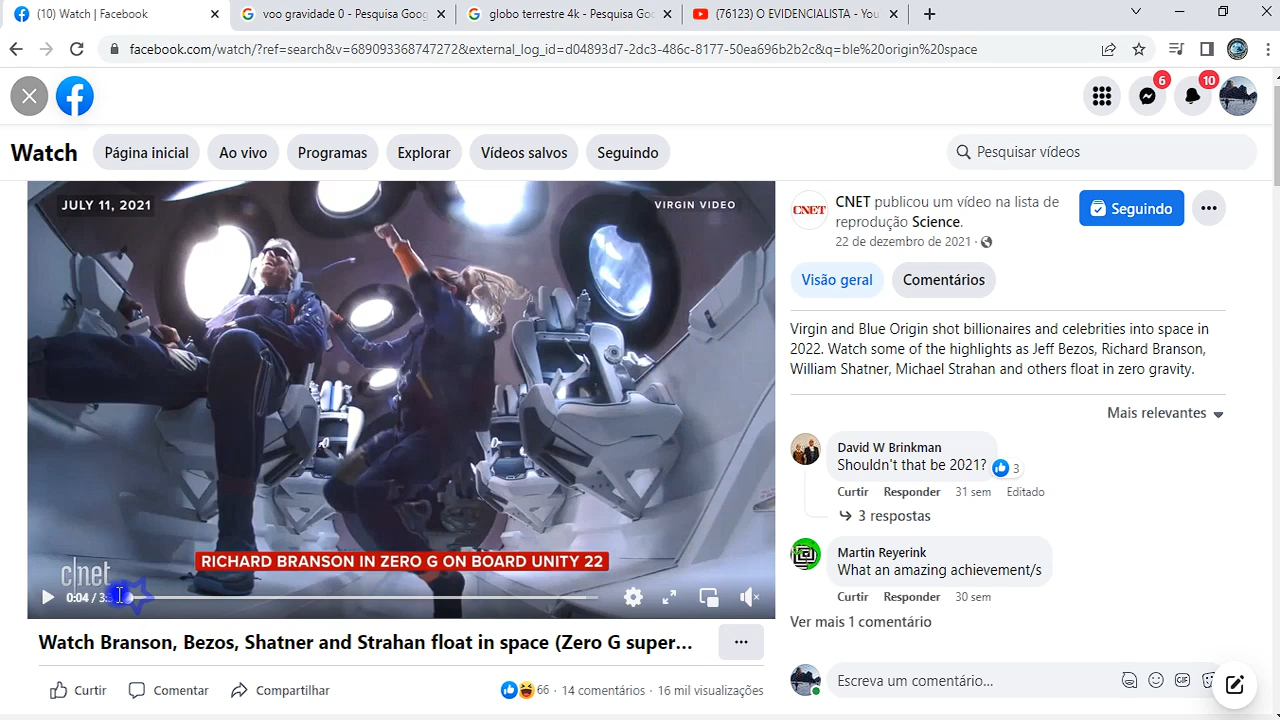 (10) Watch | Facebook
voo gravidade 0 - Pesquisa Goog
globo terrestre 4k - Pesquisa Go
(76123) O EVIDENCIALISTA - You
facebook.com/watch/?ref=search&v=689093368747272&external_log_id=d04893d7-2dc3-486c-8177-50ea696b2b2c&q=ble%20origin%20space
6
10
Watch
Página inicial
Ao vivo
Programas
Explorar
Vídeos salvos
Seguindo
Pesquisar vídeos
JULY 11, 2021
VIRGIN VIDEO
RICHARD BRANSON IN ZERO G ON BOARD UNITY 22
c|net
0:04 / 3:
Watch Branson, Bezos, Shatner and Strahan float in space (Zero G super...
Curtir
Comentar
Compartilhar
66 · 14 comentários · 16 mil visualizações
CNET
CNET publicou um vídeo na lista de
reprodução Science.
22 de dezembro de 2021 ·
Seguindo
Visão geral
Comentários
Virgin and Blue Origin shot billionaires and celebrities into space in
2022. Watch some of the highlights as Jeff Bezos, Richard Branson,
William Shatner, Michael Strahan and others float in zero gravity.
Mais relevantes
David W Brinkman
Shouldn't that be 2021?
3
Curtir Responder 31 sem Editado
3 respostas
Martin Reyerink
What an amazing achievement/s
Curtir Responder 30 sem
Ver mais 1 comentário
Escreva um comentário...
GIF